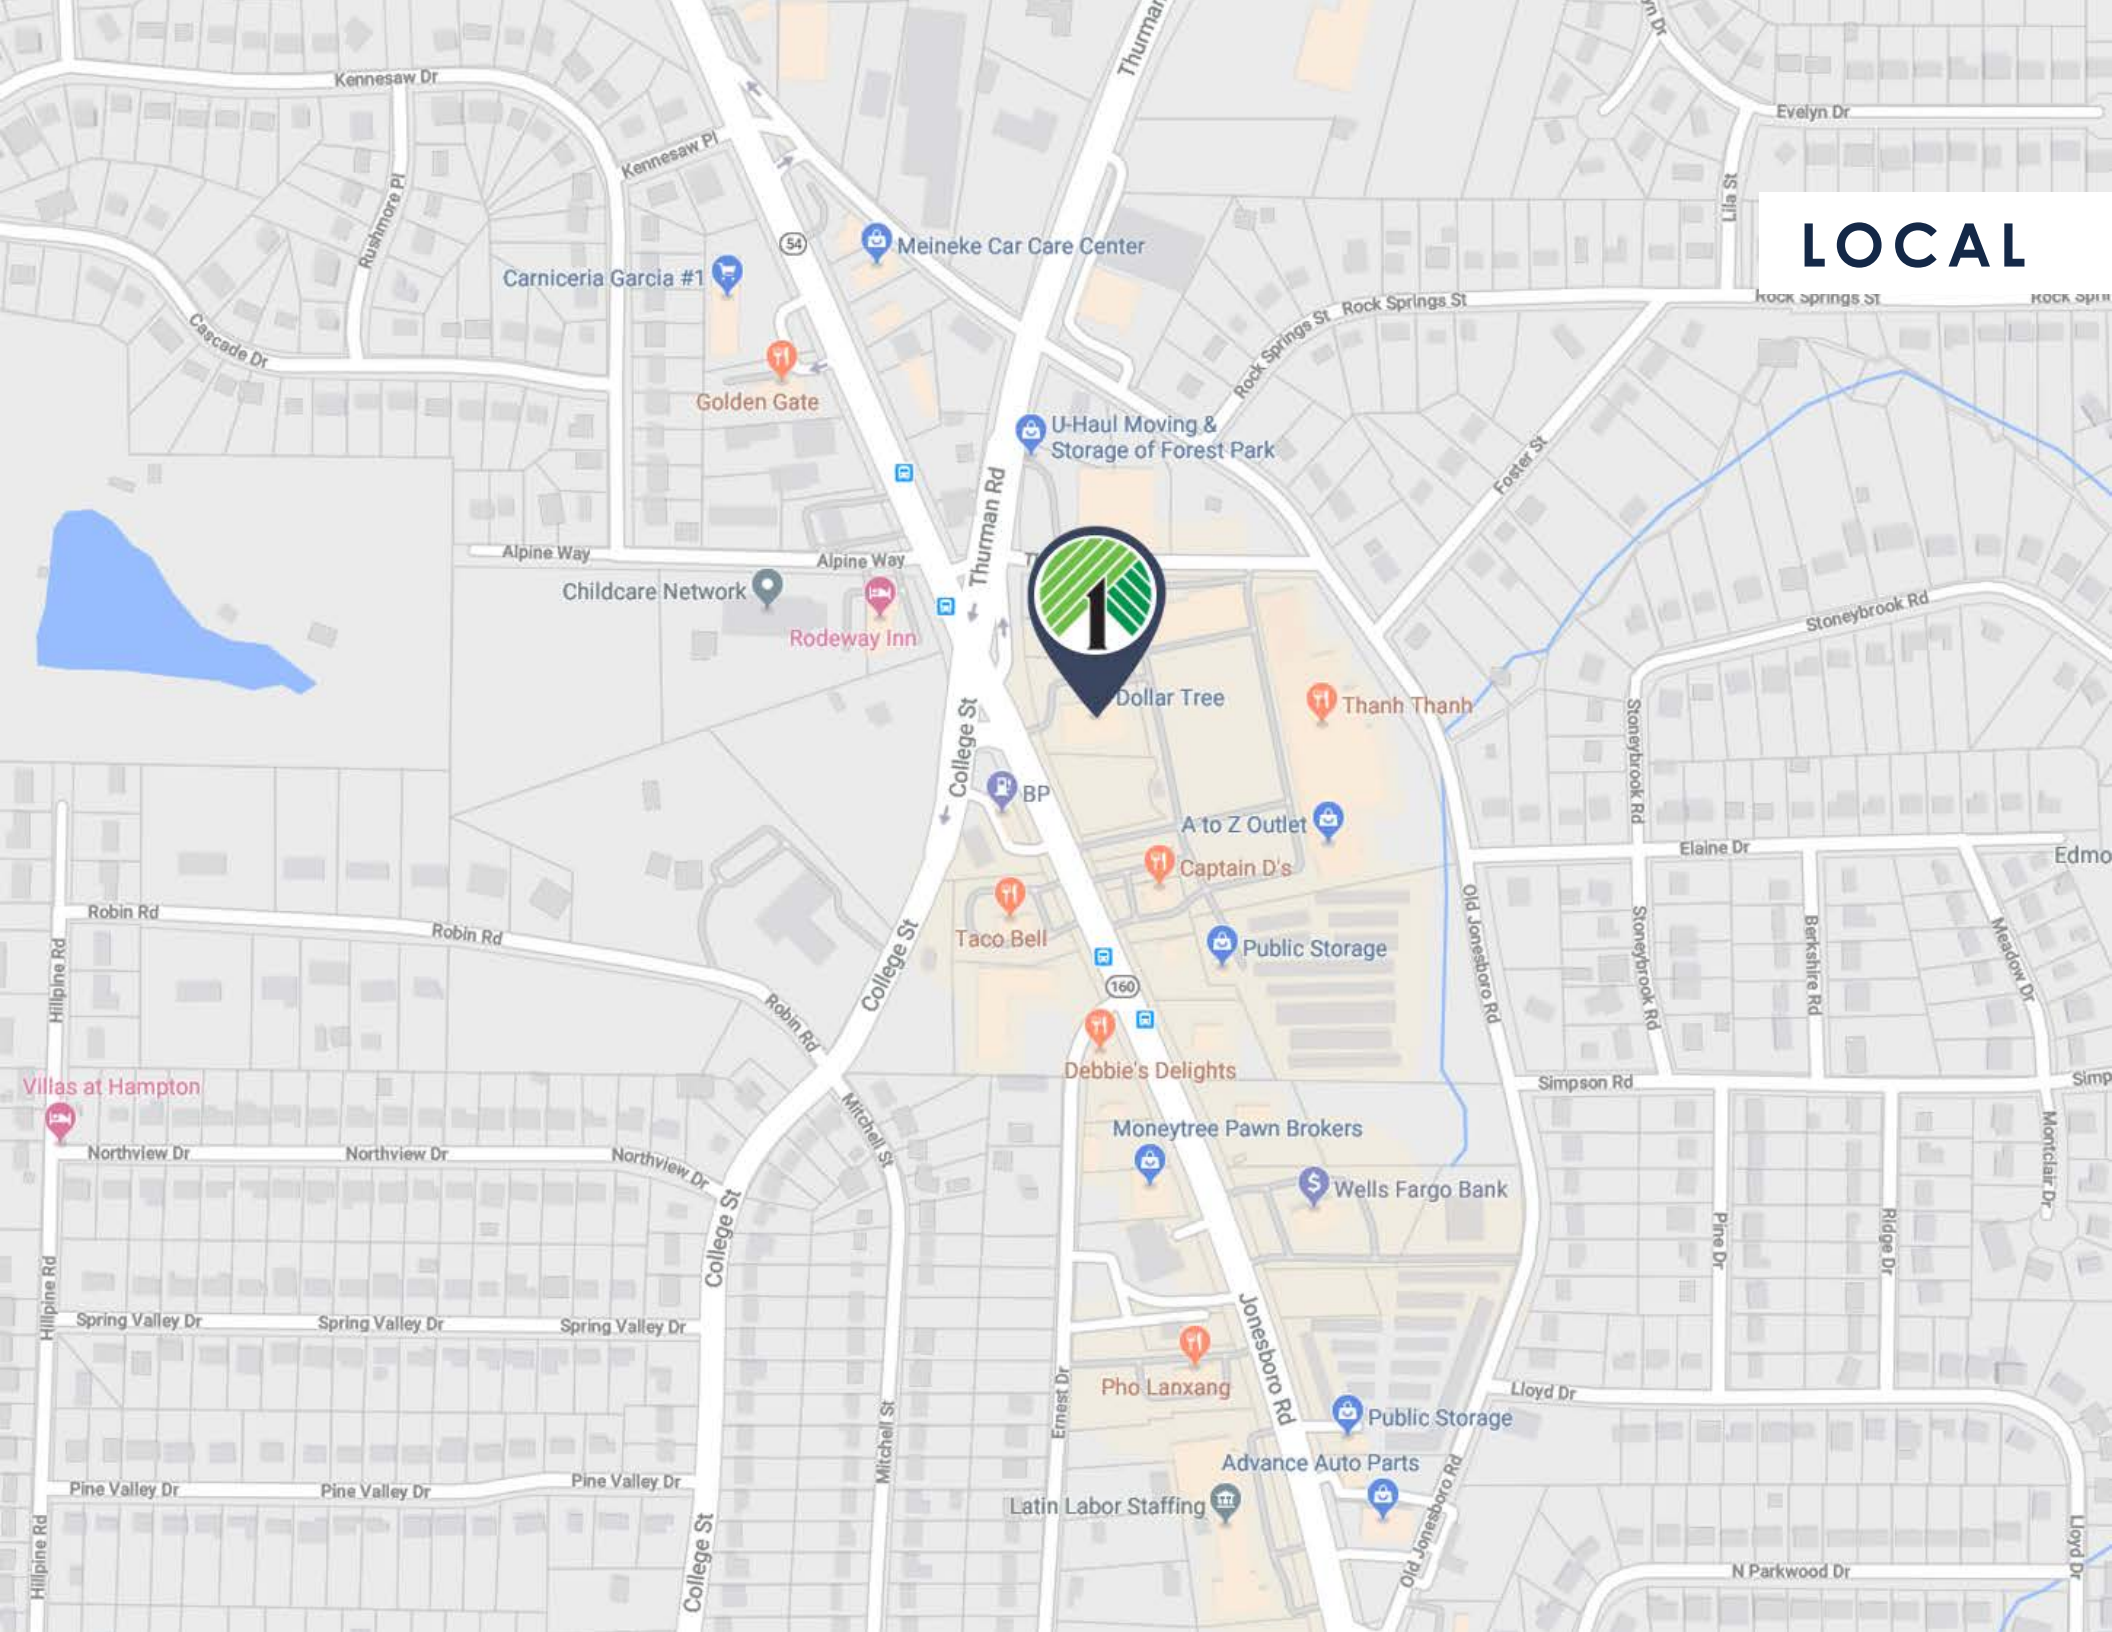 Thurman
yn Dr
Kennesaw Dr
Evelyn Dr
Kennesaw Pl
Rushmore Pl
Lila St
LOCAL
54
Meineke Car Care Center
Carniceria Garcia #1
Rock Springs St
Rock Springs St
Rock Springs St
Rock Spri
Cascade Dr
Golden Gate
U-Haul Moving &
Storage of Forest Park
Foster St
Thurman Rd
Alpine Way
Alpine Way
Childcare Network
Rodeway Inn
1
Stoneybrook Rd
Dollar Tree
Thanh Thanh
Stoneybrook Rd
College St
BP
A to Z Outlet
Elaine Dr
Edmo
Captain D's
Robin Rd
Robin Rd
Taco Bell
College St
Public Storage
Old Jonesboro Rd
Stoneybrook Rd
Berkshire Rd
Meadow Dr
Hillpine Rd
160
Robin Rd
Debbie's Delights
Simpson Rd
Simp
Villas at Hampton
Mitchell St
Moneytree Pawn Brokers
Montclair Dr
Northview Dr
Northview Dr
Northview Dr
Wells Fargo Bank
College St
Pine Dr
Ridge Dr
Hillpine Rd
Spring Valley Dr
Spring Valley Dr
Spring Valley Dr
Jonesboro Rd
Ernest Dr
Pho Lanxang
Lloyd Dr
Public Storage
Mitchell St
Advance Auto Parts
Pine Valley Dr
Pine Valley Dr
Pine Valley Dr
Latin Labor Staffing
Old Jonesboro Rd
Hillpine Rd
College St
N Parkwood Dr
Lloyd Dr